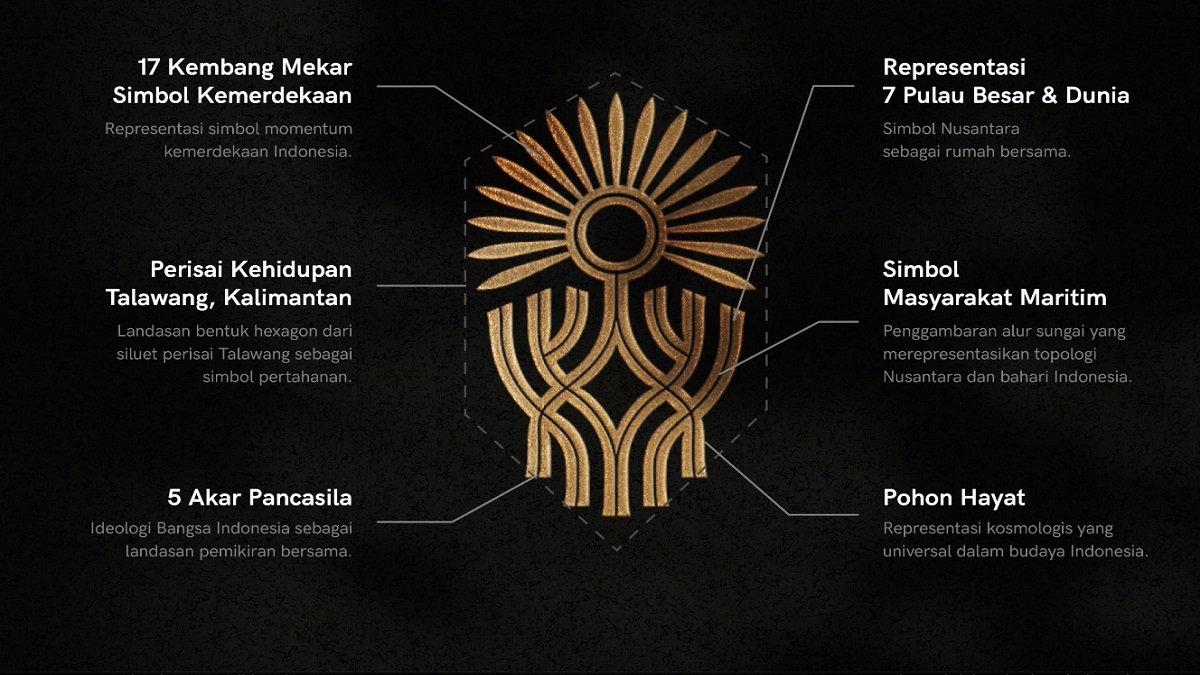 17 Kembang Mekar
Simbol Kemerdekaan
Representasi simbol momentum
kemerdekaan Indonesia.
Perisai Kehidupan
Talawang, Kalimantan
Landasan bentuk hexagon dari
siluet perisai Talawang sebagai
simbol pertahanan.
5 Akar Pancasila
Ideologi Bangsa Indonesia sebagai
landasan pemikiran bersama.
Representasi
7 Pulau Besar & Dunia
Simbol Nusantara
sebagai rumah bersama.
Simbol
Masyarakat Maritim
Penggambaran alur sungai yang
merepresentasikan topologi
Nusantara dan bahari Indonesia.
Pohon Hayat
Representasi kosmologis yang
universal dalam budaya Indonesia.